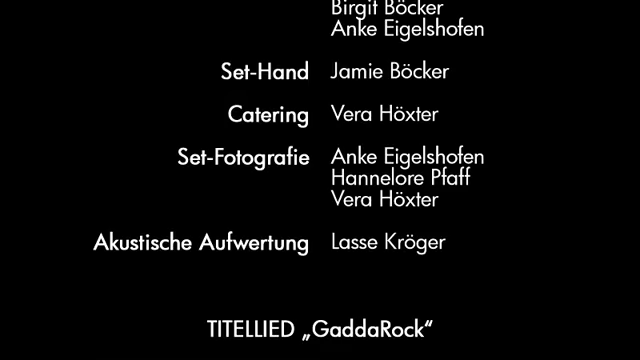 Birgit Böcker
Anke Eigelshofen
Set-Hand Jamie Böcker
Catering Vera Höxter
Set-Fotografie Anke Eigelshofen
Hannelore Pfaff
Vera Höxter
Akustische Aufwertung Lasse Kröger
TITELLIED „GaddaRock“